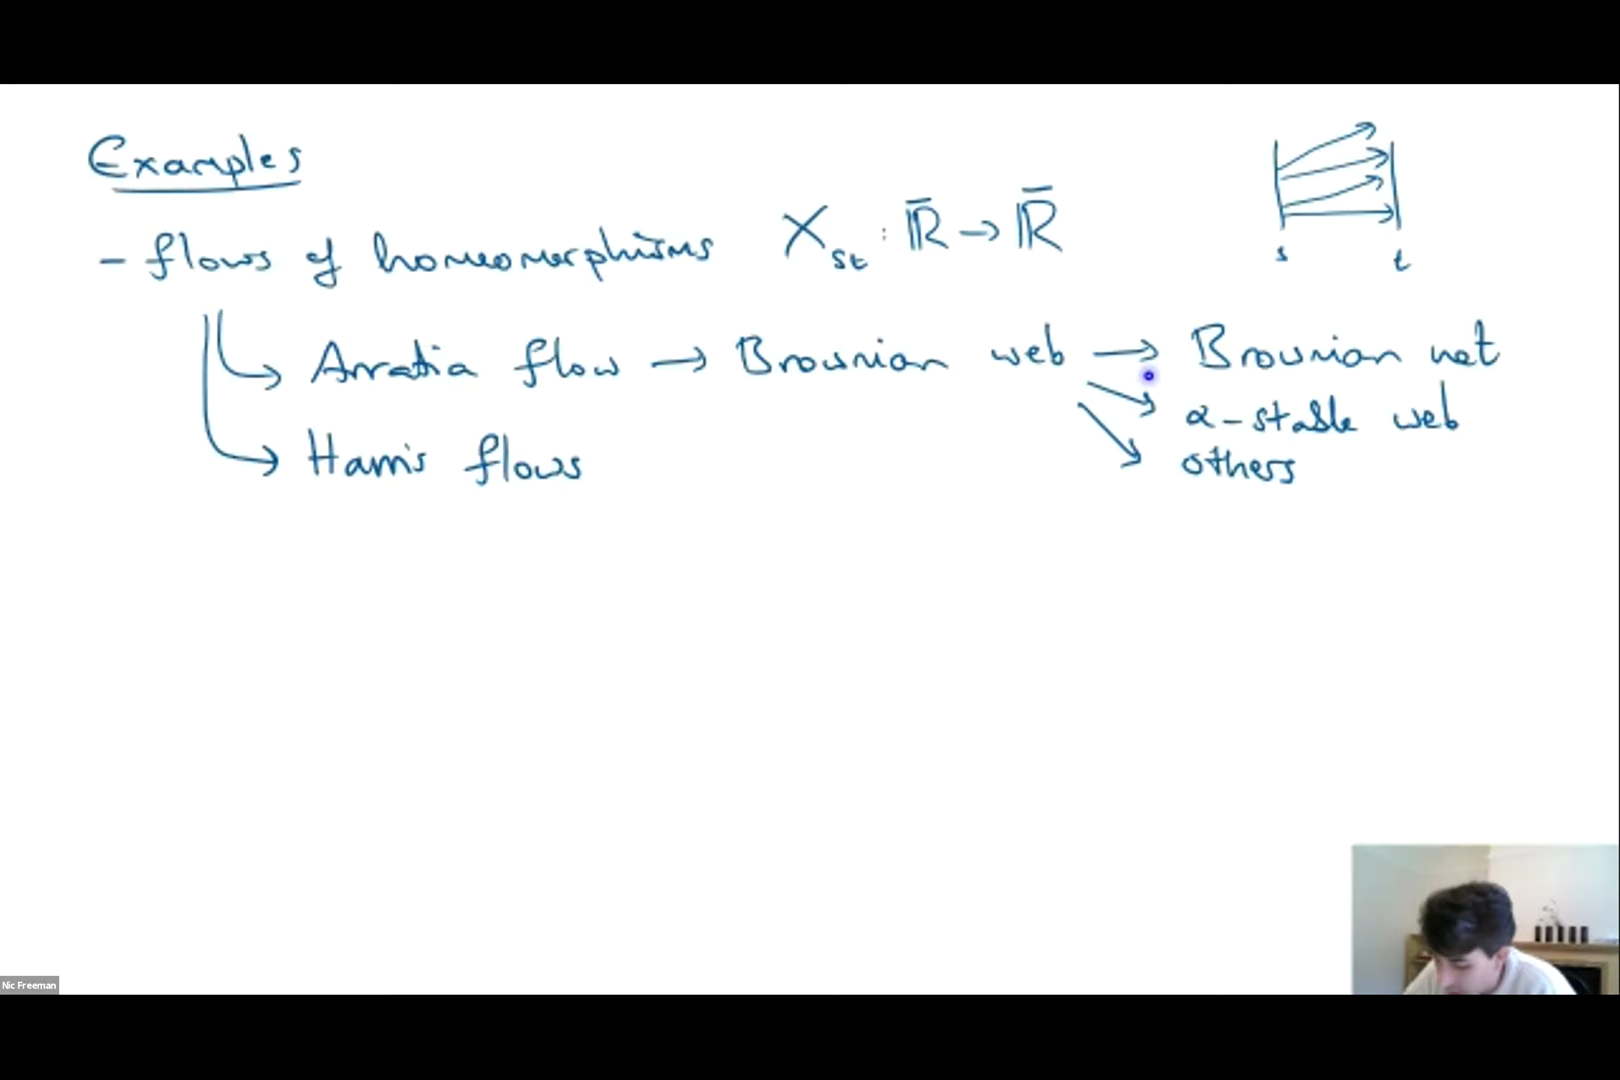 Examples
- flows of homeomorphisms X_st : R̄ → R̄
s t
Arratia flow → Brownian web → Brownian net
α-stable web
Harris flows
others
Nic Freeman